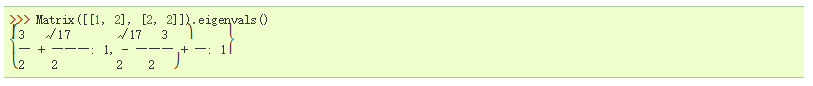 >>> Matrix([[1, 2], [2, 2]]).eigenvals()
⎧3   √17       √17   3    ⎫
⎨─ + ───: 1, - ─── + ─: 1⎬
⎩2    2         2    2    ⎭